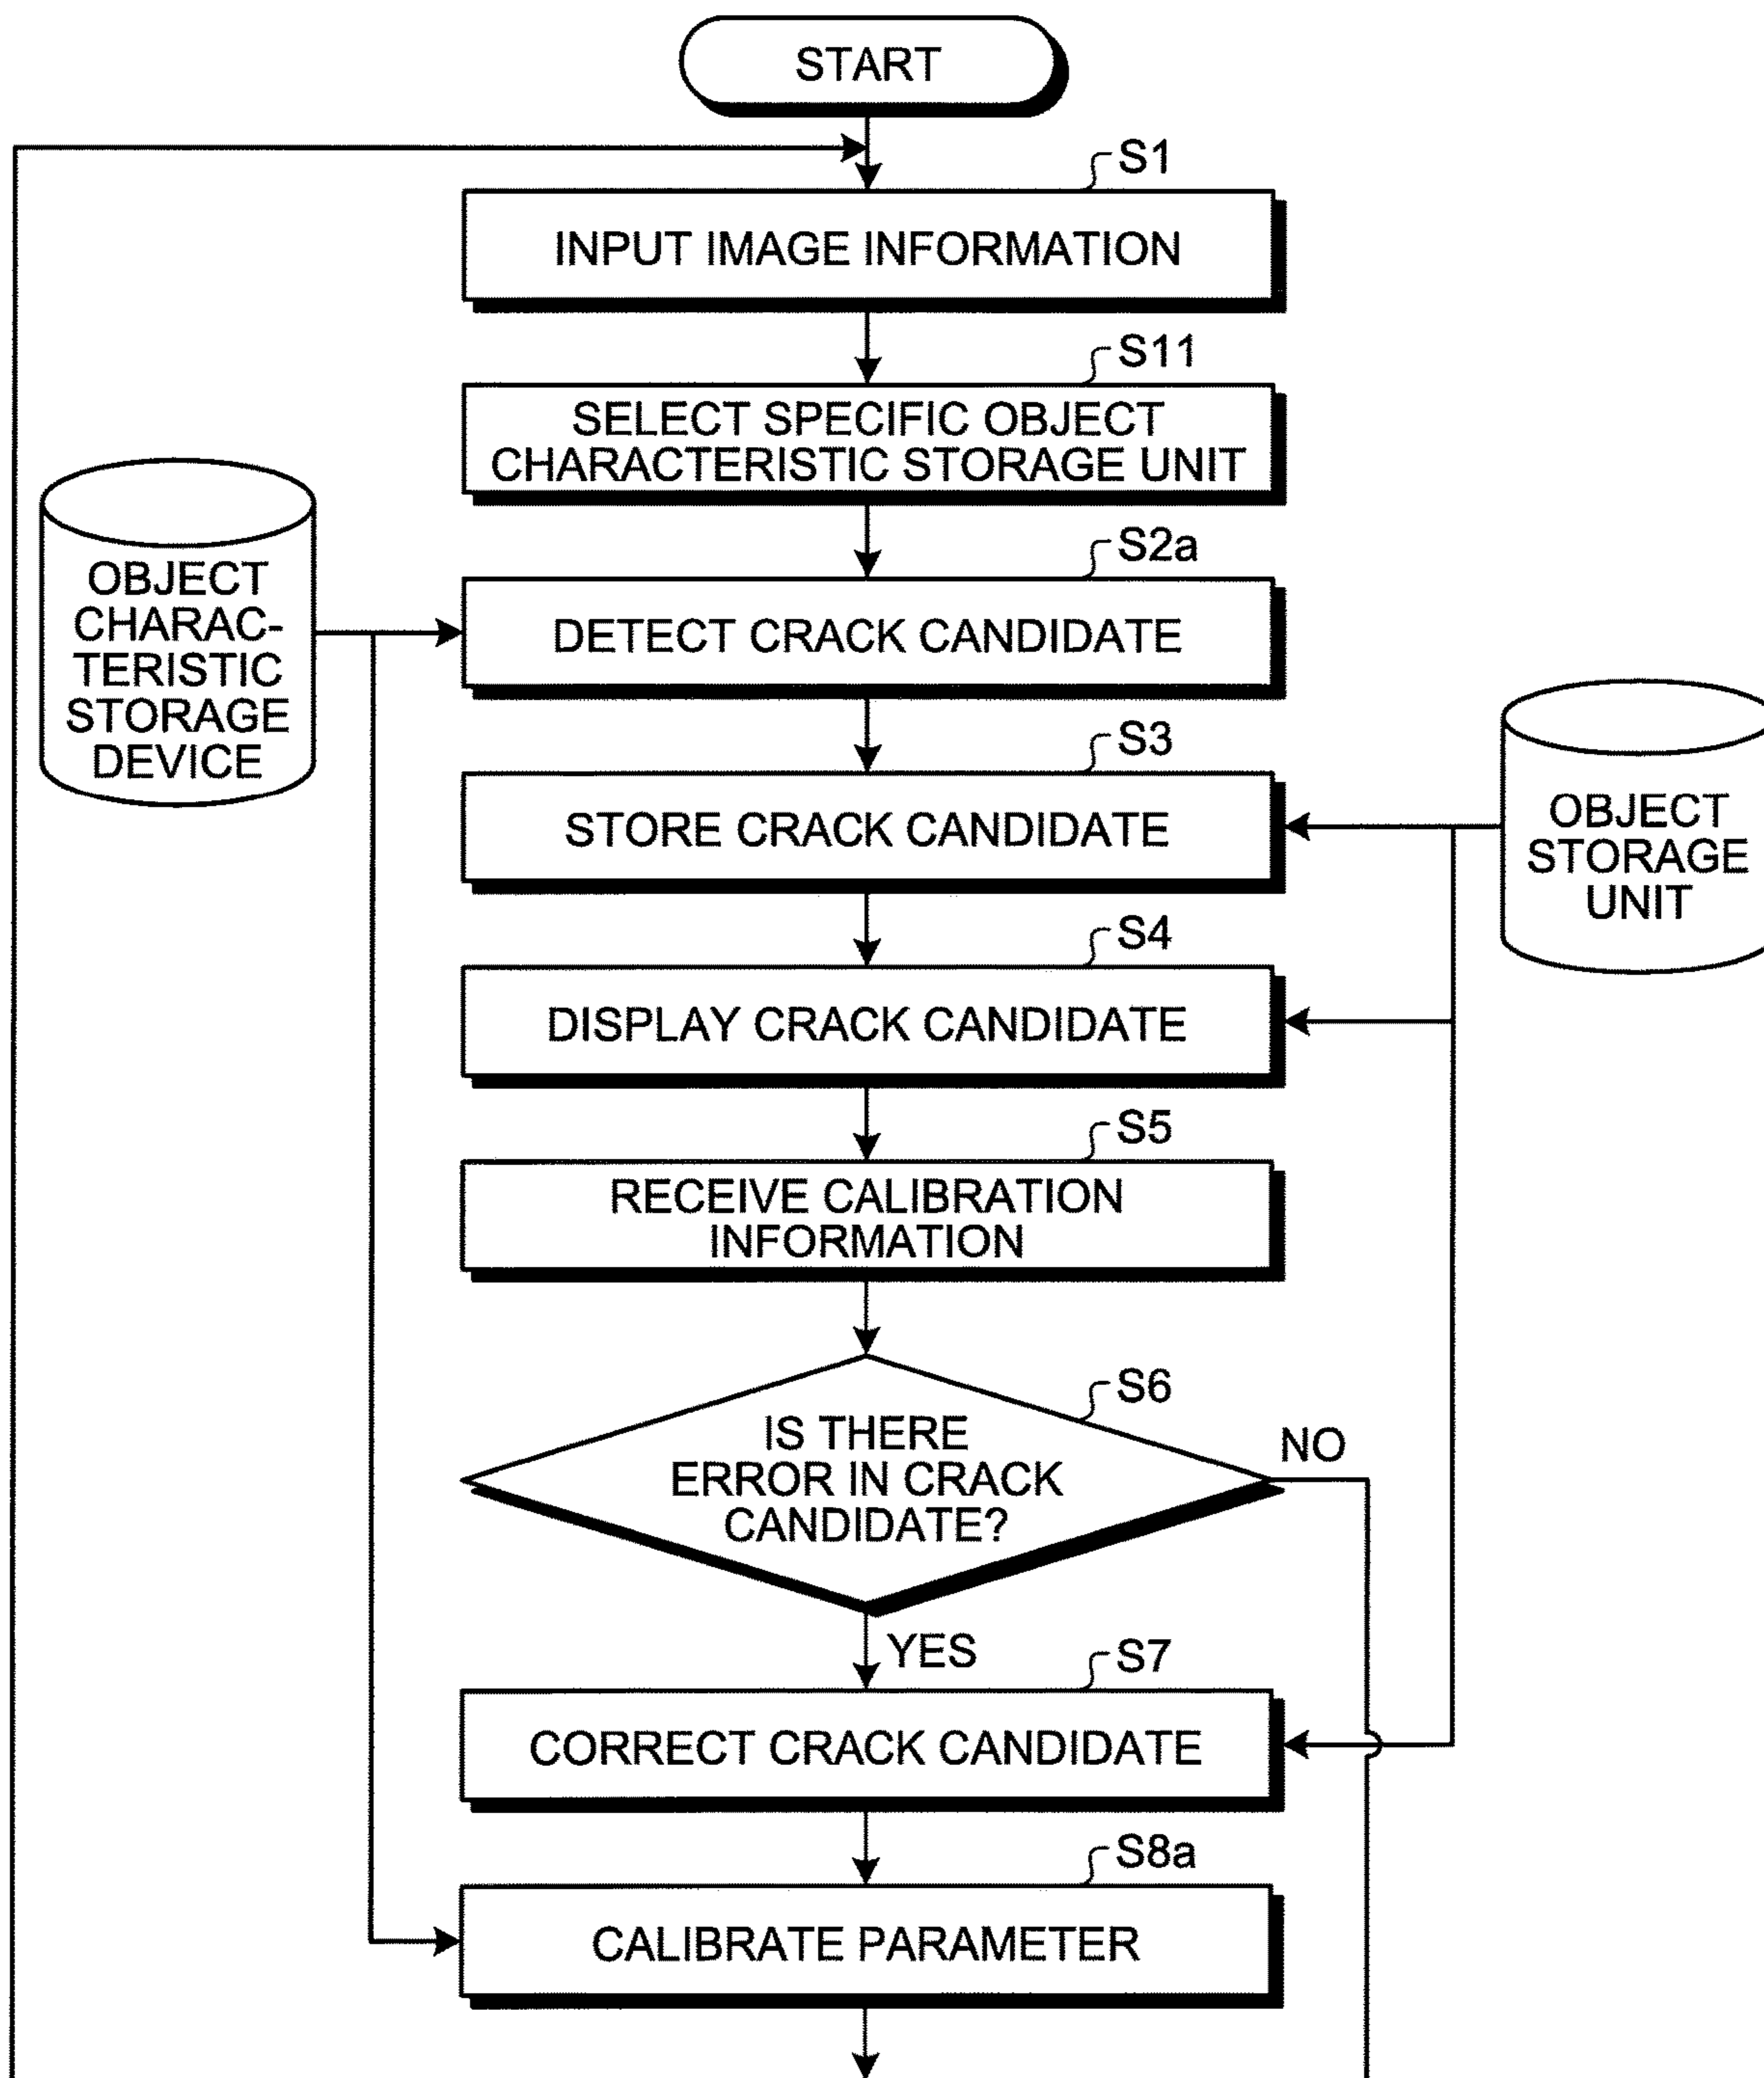 START
S1
INPUT IMAGE INFORMATION
S11
SELECT SPECIFIC OBJECT
CHARACTERISTIC STORAGE UNIT
OBJECT
CHARAC-
TERISTIC
STORAGE
DEVICE
S2a
DETECT CRACK CANDIDATE
S3
STORE CRACK CANDIDATE
OBJECT
STORAGE
UNIT
S4
DISPLAY CRACK CANDIDATE
S5
RECEIVE CALIBRATION
INFORMATION
S6
IS THERE
ERROR IN CRACK
CANDIDATE?
NO
YES
S7
CORRECT CRACK CANDIDATE
S8a
CALIBRATE PARAMETER